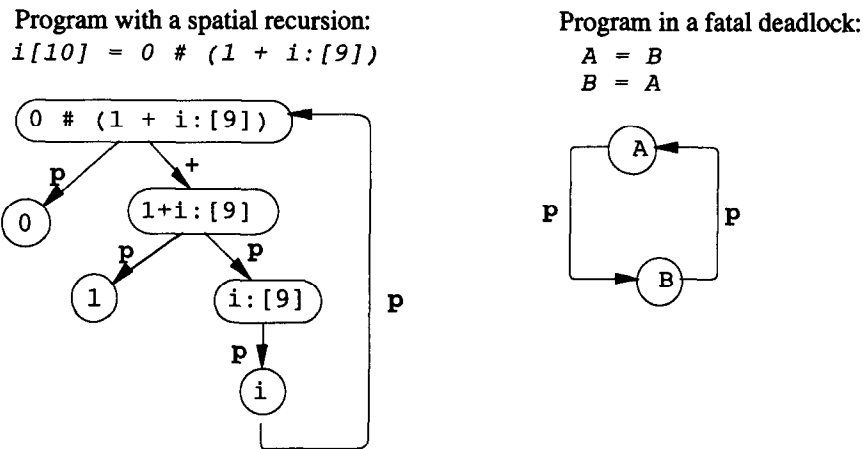 Program with a spatial recursion:
i[10] = 0 # (1 + i:[9])
0 # (1 + i:[9])
p
+
0
1+i:[9]
p
p
1
i:[9]
p
p
i
Program in a fatal deadlock:
A = B
B = A
A
p
p
B